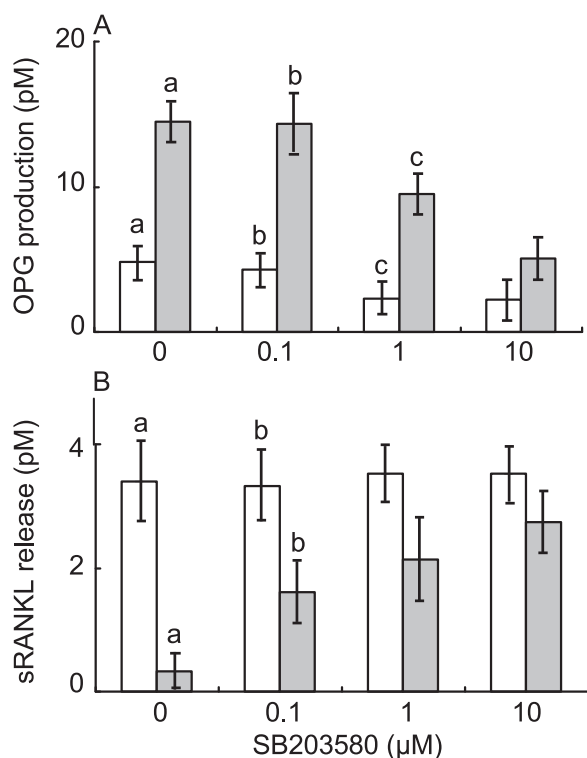 A
OPG production (pM)
20
10
0
a
a
b
b
c
c
0
0.1
1
10
B
sRANKL release (pM)
4
2
0
a
a
b
b
0
0.1
1
10
SB203580 (μM)